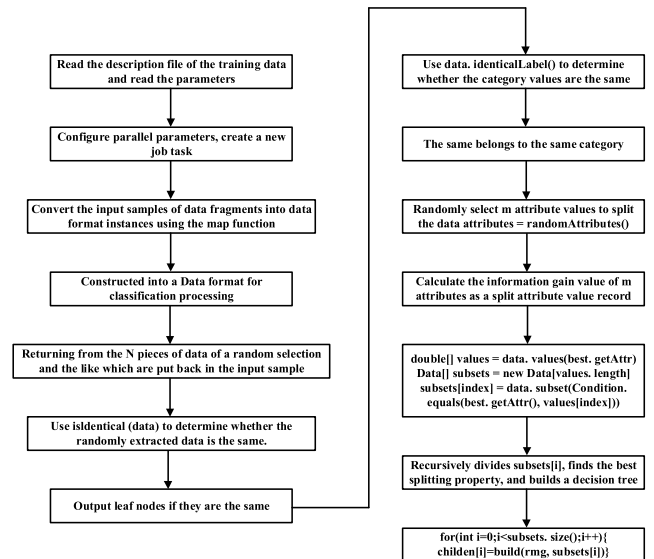 Read the description file of the training data
and read the parameters
Configure parallel parameters, create a new
job task
Convert the input samples of data fragments into data
format instances using the map function
Constructed into a Data format for
classification processing
Returning from the N pieces of data of a random selection
and the like which are put back in the input sample
Use isIdentical (data) to determine whether the
randomly extracted data is the same.
Output leaf nodes if they are the same
Use data. identicalLabel() to determine
whether the category values are the same
The same belongs to the same category
Randomly select m attribute values to split
the data attributes = randomAttributes()
Calculate the information gain value of m
attributes as a split attribute value record
double[] values = data. values(best. getAttr)
Data[] subsets = new Data[values. length]
subsets[index] = data. subset(Condition.
equals(best. getAttr(), values[index]))
Recursively divides subsets[i], finds the best
splitting property, and builds a decision tree
for(int i=0;i<subsets. size();i++){
childen[i]=build(rmg, subsets[i])}